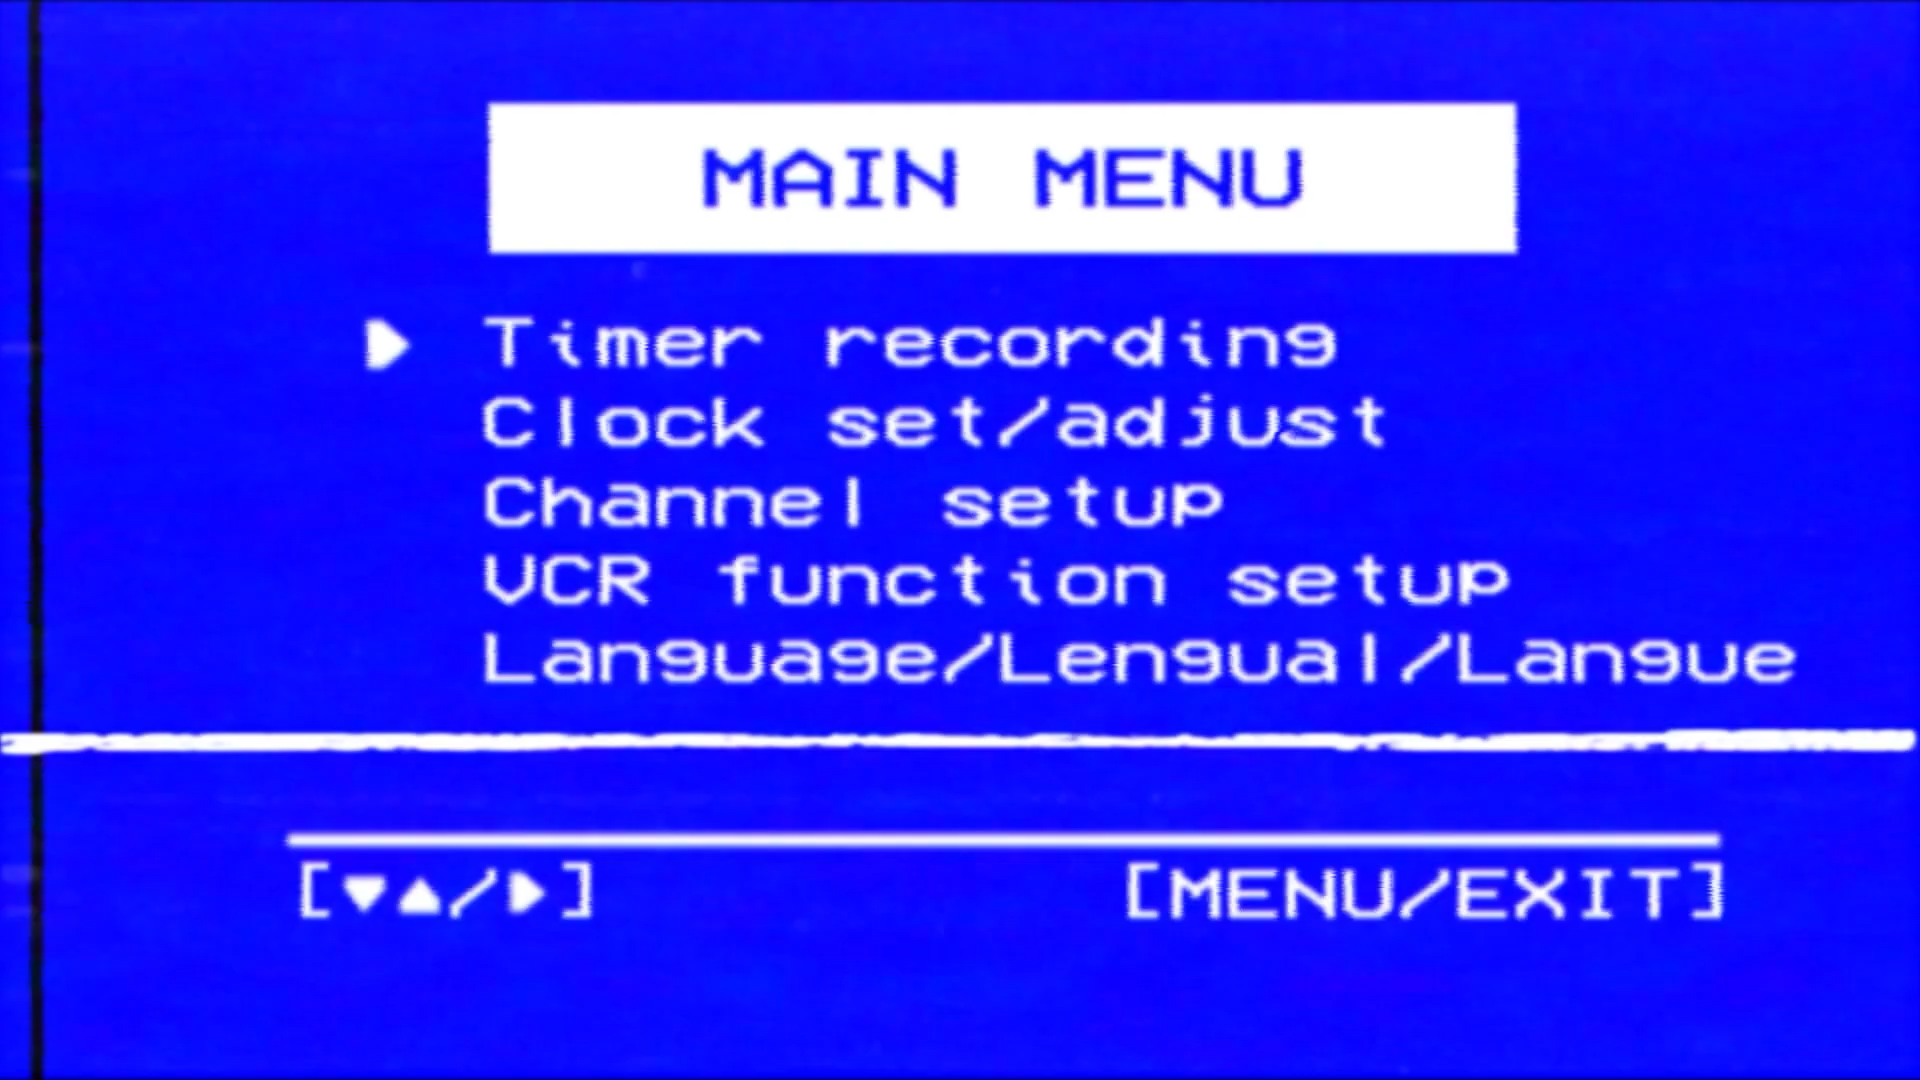 MAIN MENU
▶ Timer recording
Clock set/adjust
Channel setup
VCR function setup
Language/Lengual/Langue
[▼▲/▶] [MENU/EXIT]